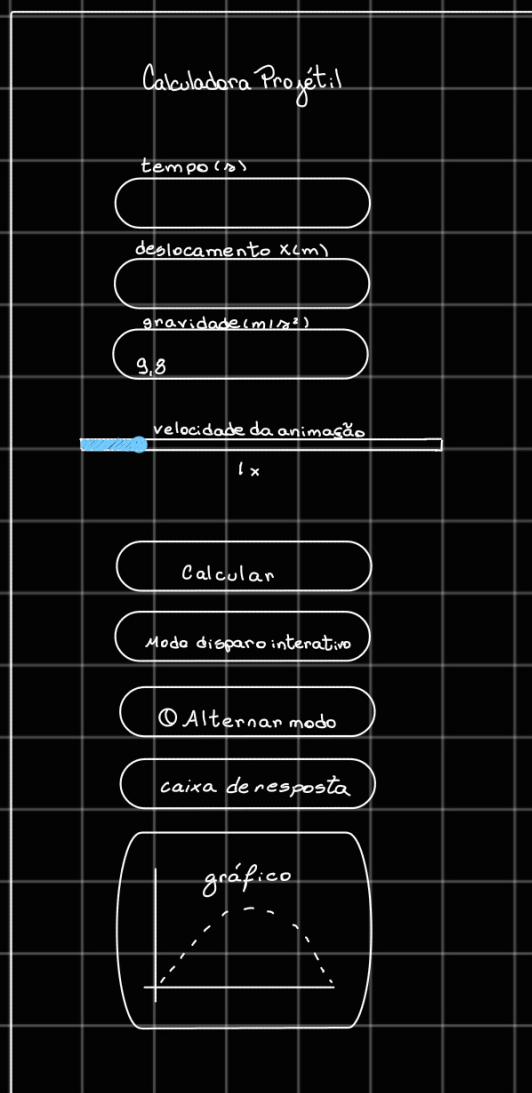 Calculadora Projétil
tempo(s)
deslocamento x(m)
gravidade(m/s²)
9,8
velocidade da animação
1x
Calcular
Modo disparo interativo
Alternar modo
caixa de resposta
gráfico